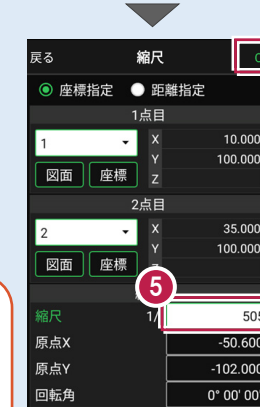 戻る 縮尺
座標指定 距離指定
1点目
1 X 10.000
Y 100.000
図面 座標 Z
2点目
2 X 35.000
Y 100.000
図面 座標
5
縮尺 1/ 505
原点X -50.600
原点Y -102.000
回転角 0° 00' 00"